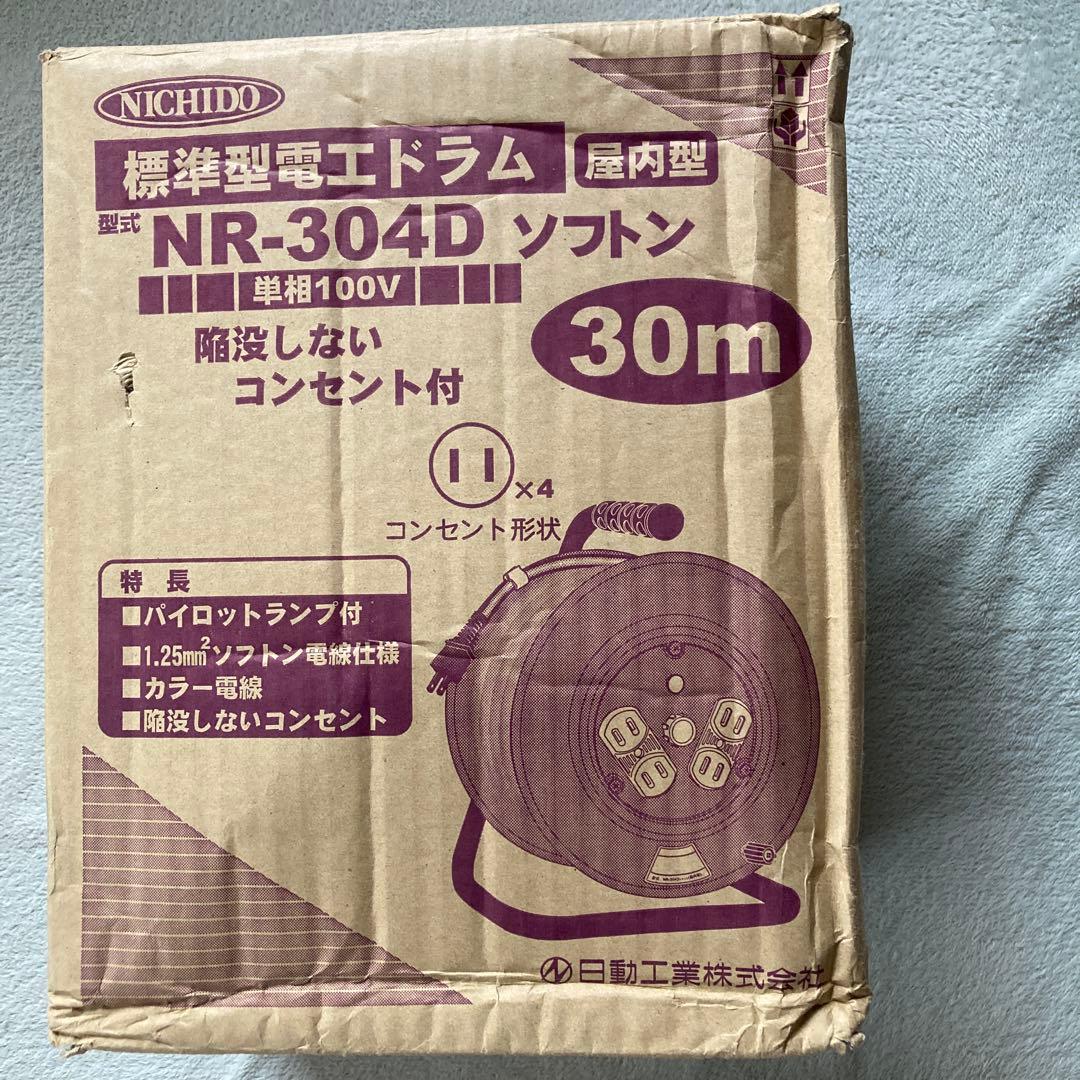 NICHIDO
標準型電工ドラム 屋内型
型式 NR-304D ソフトン
単相100V
30m
陥没しない
コンセント付
×4
コンセント形状
特長
■パイロットランプ付
■1.25mm²ソフトン電線仕様
■カラー電線
■陥没しないコンセント
日動工業株式会社